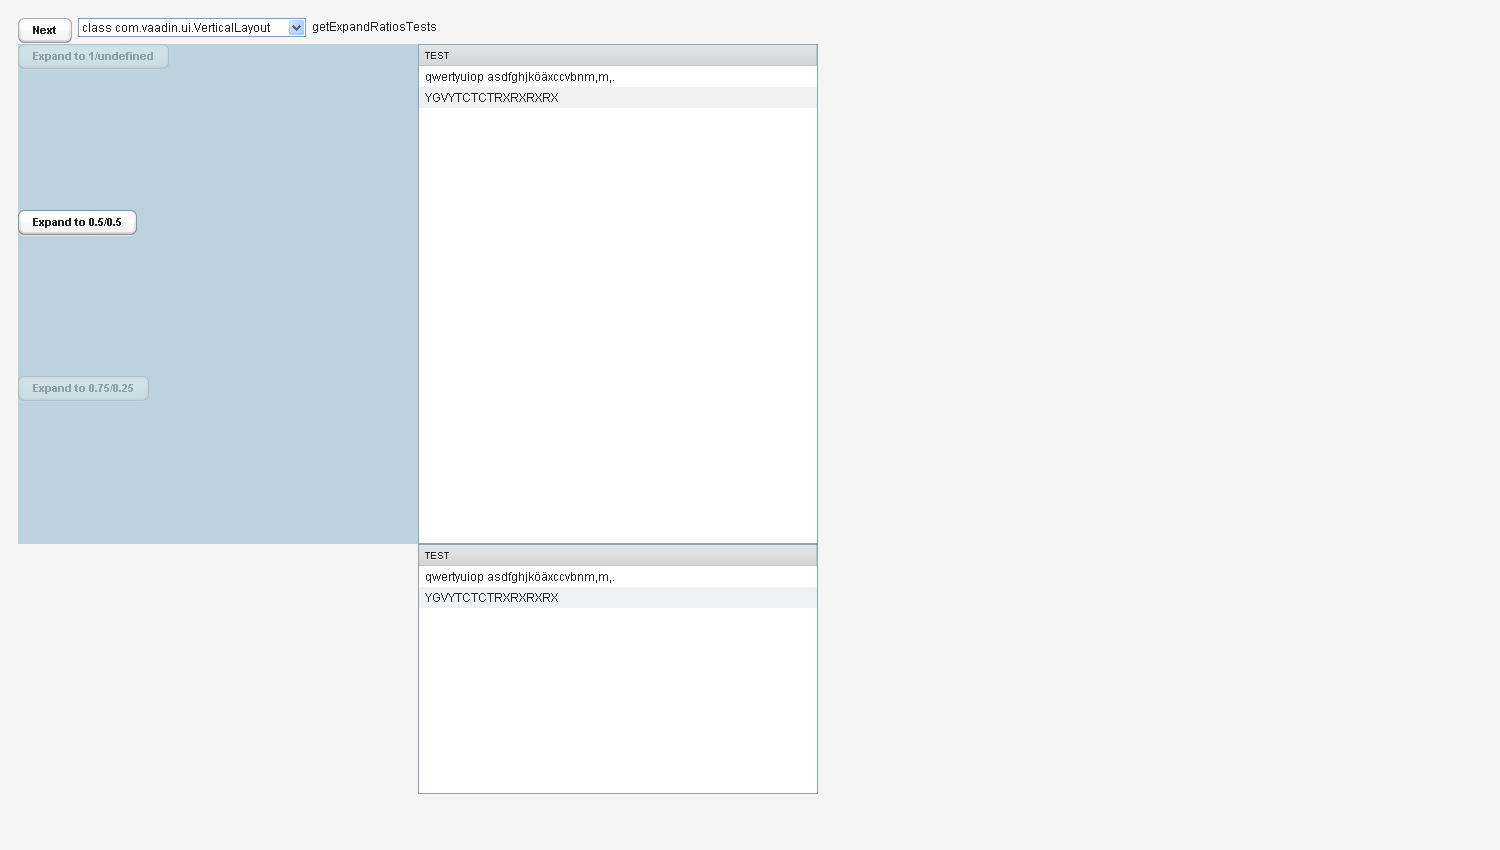 Next
class com.vaadin.ui.VerticalLayout
getExpandRatiosTests
Expand to 1/undefined
TEST
qwertyuiop asdfghjköäxccvbnm,m,.
YGVYTCTCTRXRXRXRX
Expand to 0.5/0.5
Expand to 0.75/0.25
TEST
qwertyuiop asdfghjköäxccvbnm,m,.
YGVYTCTCTRXRXRXRX